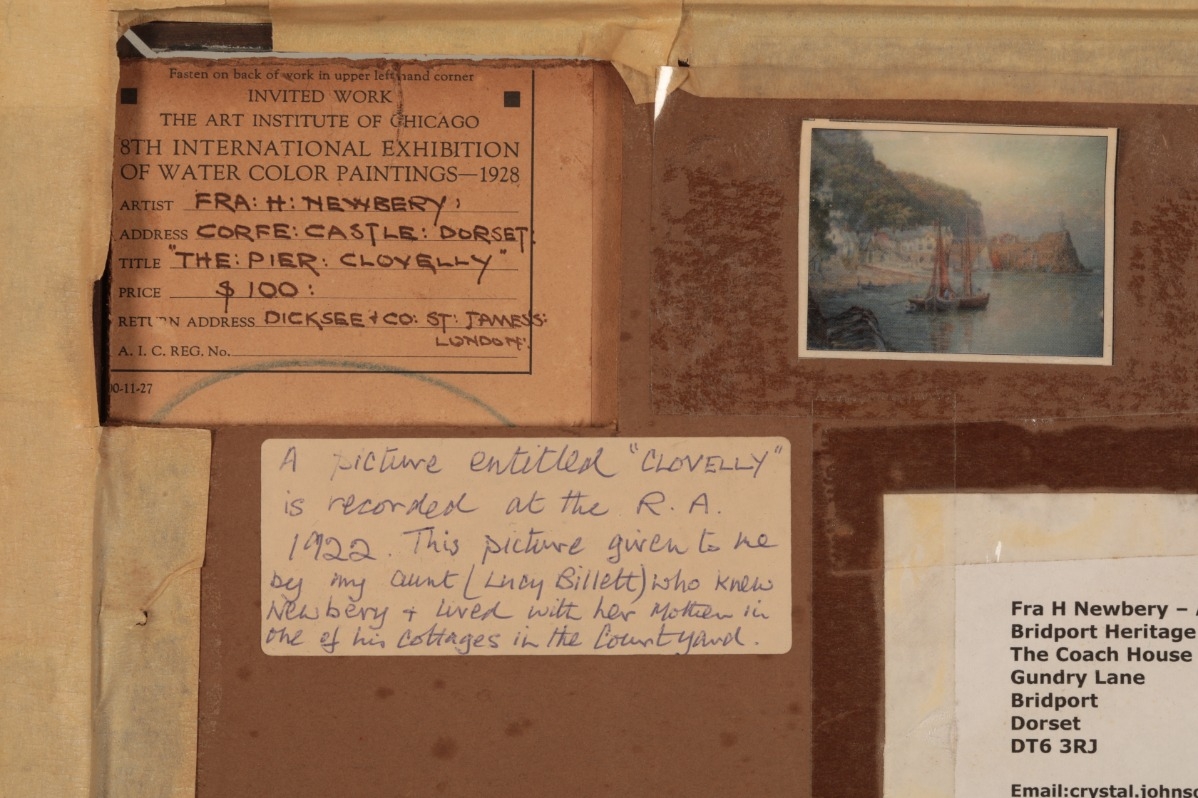 Fasten on back of work in upper left hand corner
INVITED WORK
THE ART INSTITUTE OF CHICAGO
8TH INTERNATIONAL EXHIBITION
OF WATER COLOR PAINTINGS—1928
ARTIST FRA: H: NEWBERY:
ADDRESS CORFE: CASTLE: DORSET:
TITLE "THE: PIER: CLOVELLY"
PRICE $100:
RETURN ADDRESS DICKSEE & CO: ST: JAMES'S:
LONDON:
A. I. C. REG. No.
0-11-27
A picture entitled "CLOVELLY"
is recorded at the R. A.
1922. This picture given to me
by my aunt (Lucy Billett) who knew
Newbery & lived with her Mother in
one of his Cottages in the Courtyard.
Fra H Newbery –
Bridport Heritage
The Coach House
Gundry Lane
Bridport
Dorset
DT6 3RJ
Email:crystal.johnso